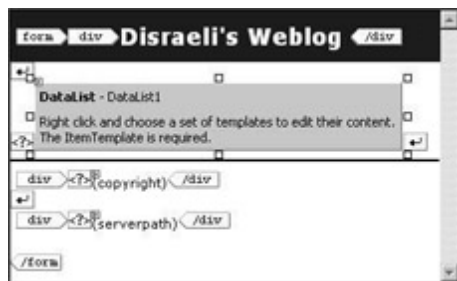 form div Disraeli's Weblog /div
DataList - DataList1
Right click and choose a set of templates to edit their content.
The ItemTemplate is required.
<?>
div <?> (copyright) /div
div <?> (serverpath) /div
/form